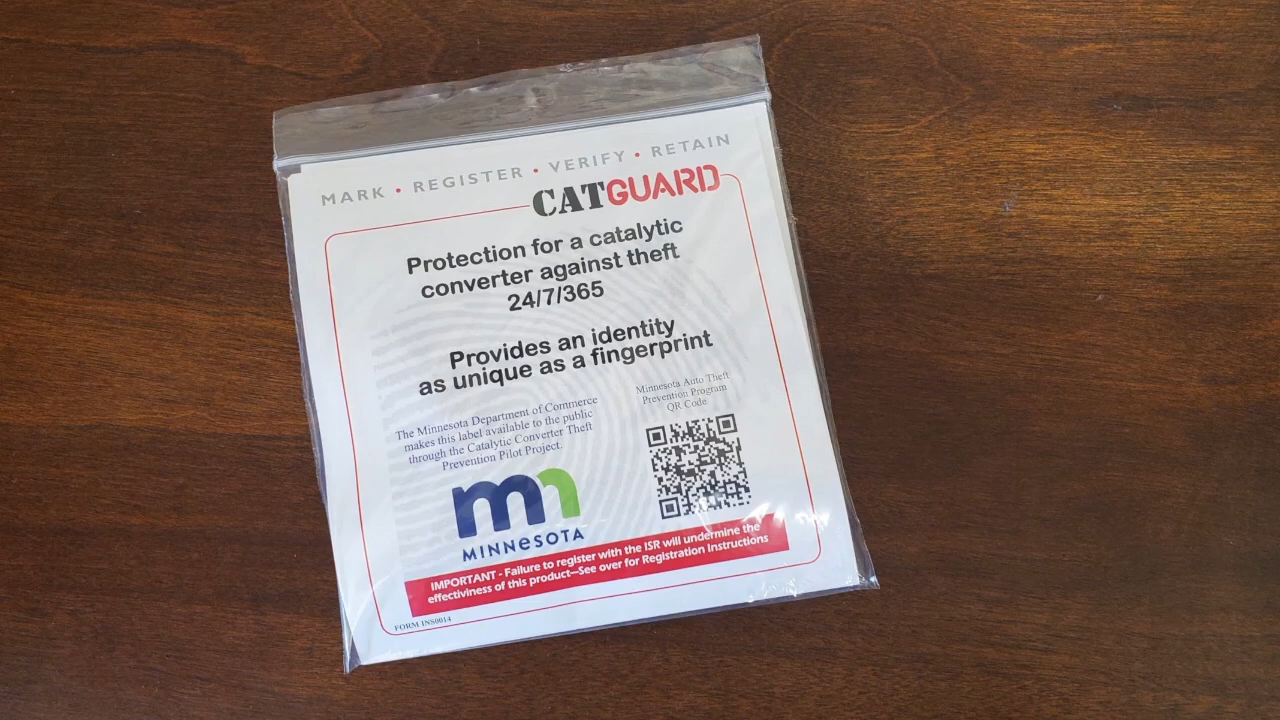 MARK • REGISTER • VERIFY • RETAIN
CATGUARD
Protection for a catalytic
converter against theft
24/7/365
Provides an identity
as unique as a fingerprint
The Minnesota Department of Commerce
makes this label available to the public
through the Catalytic Converter Theft
Prevention Pilot Project.
Minnesota Auto Theft
Prevention Program
QR Code
mn
MINNesOTA
IMPORTANT - Failure to register with the ISR will undermine the
effectiviness of this product—See over for Registration Instructions
FORM INS0014